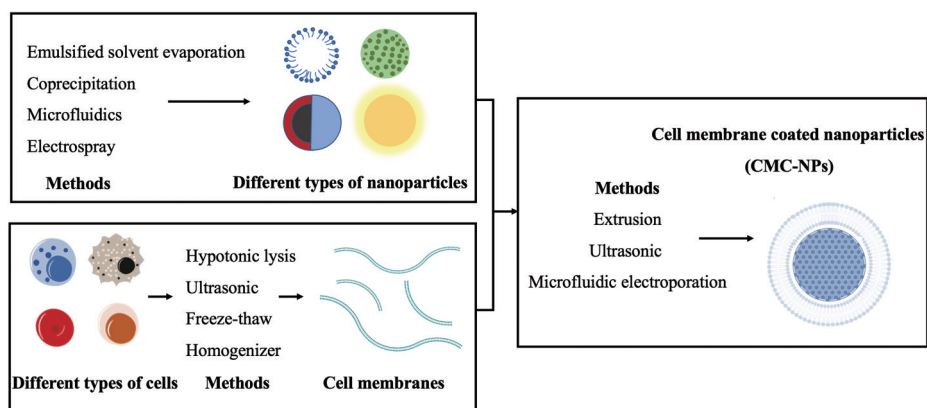 Emulsified solvent evaporation
Coprecipitation
Microfluidics
Electrospray
Methods
Different types of nanoparticles
Hypotonic lysis
Ultrasonic
Freeze-thaw
Homogenizer
Different types of cells
Methods
Cell membranes
Cell membrane coated nanoparticles
(CMC-NPs)
Methods
Extrusion
Ultrasonic
Microfluidic electroporation